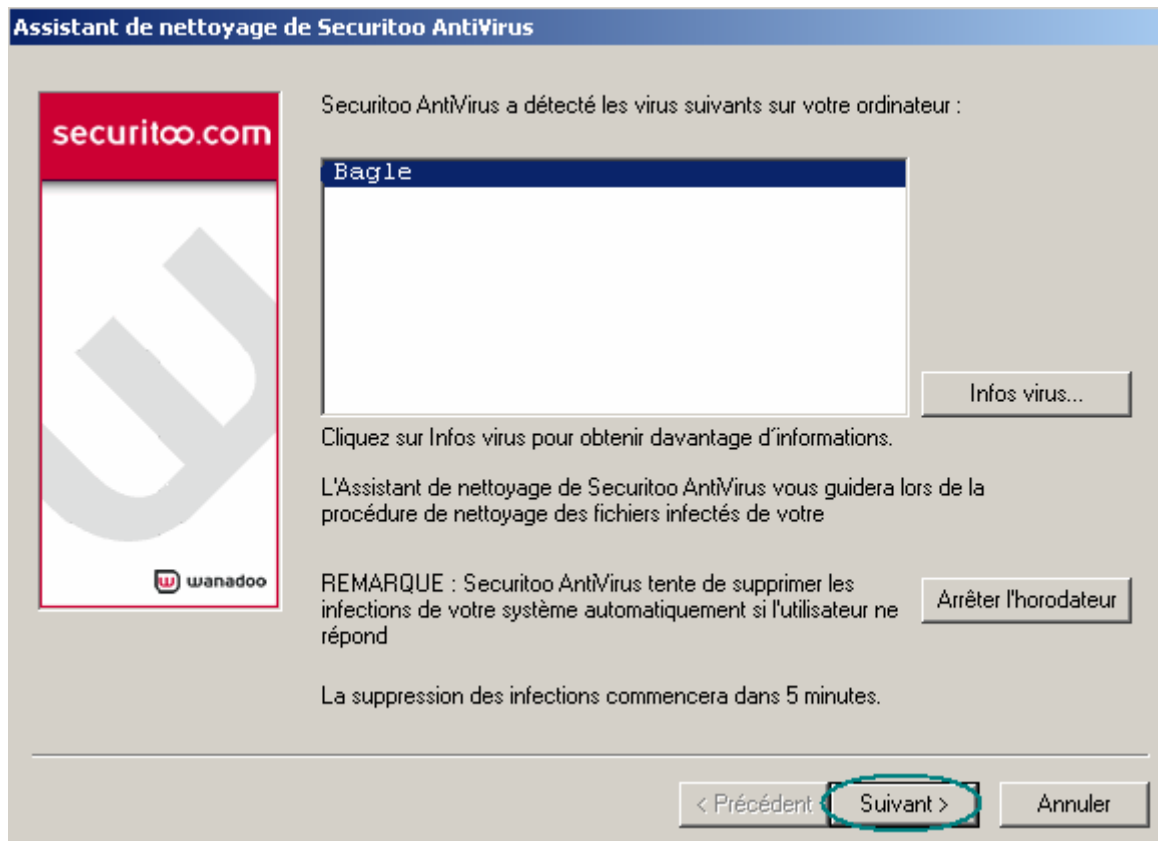 Assistant de nettoyage de Securitoo AntiVirus
securitoo.com
wanadoo
Securitoo AntiVirus a détecté les virus suivants sur votre ordinateur :
Bagle
Infos virus...
Cliquez sur Infos virus pour obtenir davantage d'informations.
L'Assistant de nettoyage de Securitoo AntiVirus vous guidera lors de la
procédure de nettoyage des fichiers infectés de votre
REMARQUE : Securitoo AntiVirus tente de supprimer les
infections de votre système automatiquement si l'utilisateur ne
répond
Arrêter l'horodateur
La suppression des infections commencera dans 5 minutes.
< Précédent
Suivant >
Annuler